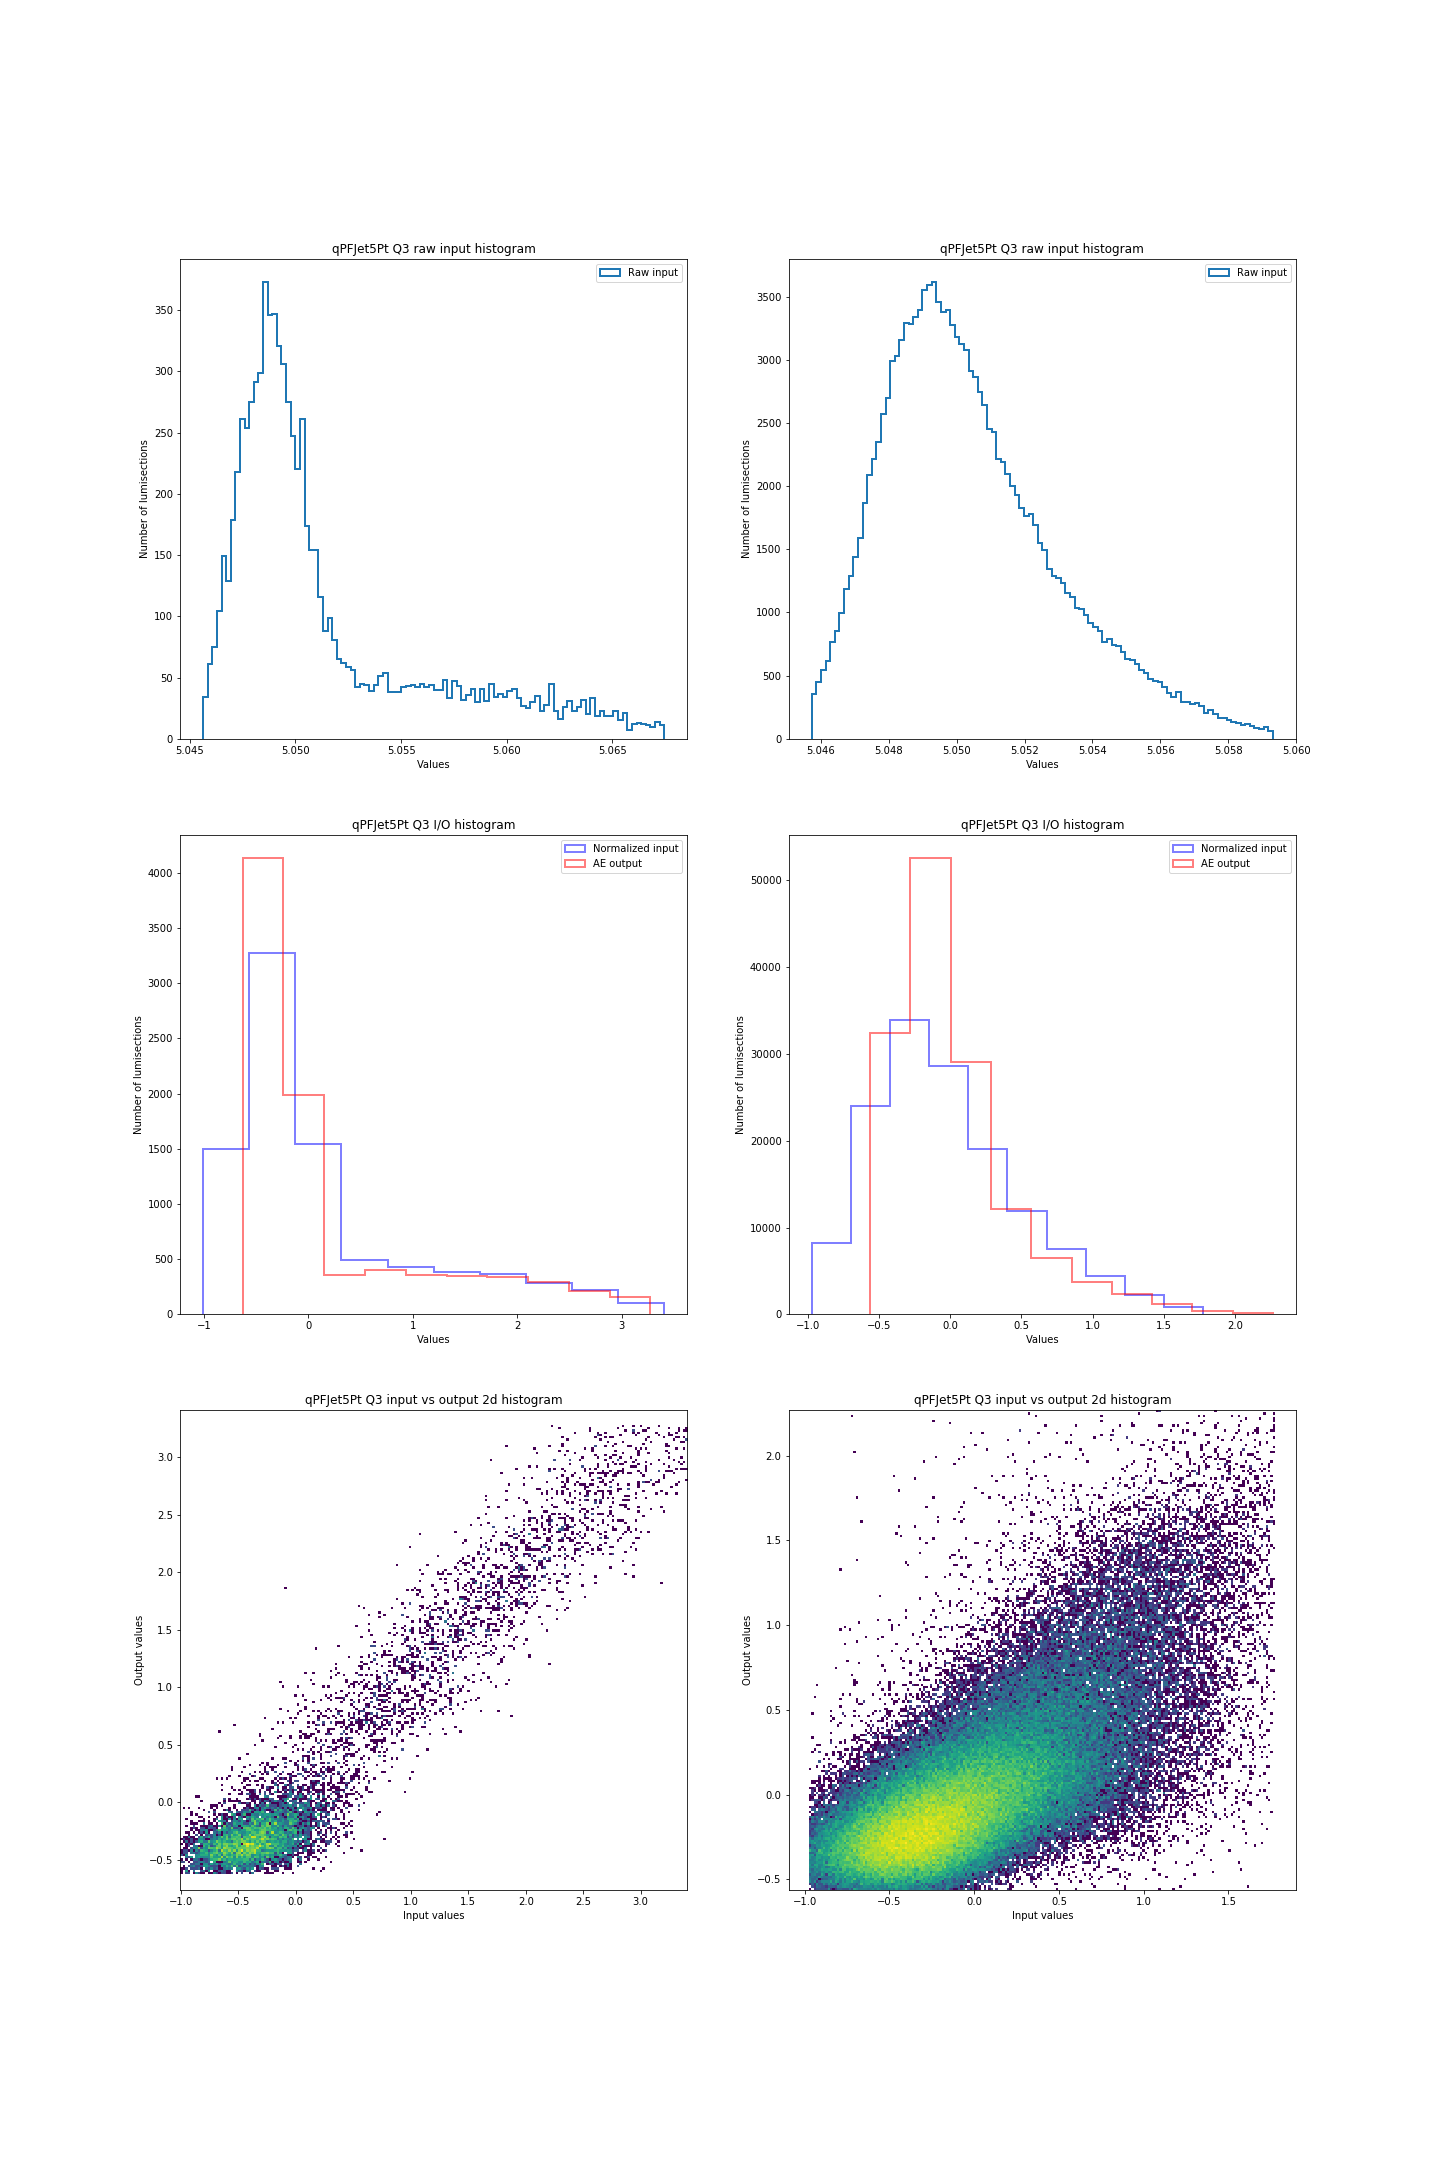 qPFJet5Pt Q3 raw input histogram
Raw input
Number of lumisections
350
300
250
200
150
100
50
0
5.045 5.050 5.055 5.060 5.065
Values
qPFJet5Pt Q3 raw input histogram
Raw input
Number of lumisections
3500
3000
2500
2000
1500
1000
500
0
5.046 5.048 5.050 5.052 5.054 5.056 5.058 5.060
Values
qPFJet5Pt Q3 I/O histogram
Normalized input
AE output
Number of lumisections
4000
3500
3000
2500
2000
1500
1000
500
0
−1 0 1 2 3
Values
qPFJet5Pt Q3 I/O histogram
Normalized input
AE output
Number of lumisections
50000
40000
30000
20000
10000
0
−1.0 −0.5 0.0 0.5 1.0 1.5 2.0
Values
qPFJet5Pt Q3 input vs output 2d histogram
Output values
3.0
2.5
2.0
1.5
1.0
0.5
0.0
−0.5
−1.0 −0.5 0.0 0.5 1.0 1.5 2.0 2.5 3.0
Input values
qPFJet5Pt Q3 input vs output 2d histogram
Output values
2.0
1.5
1.0
0.5
0.0
−0.5
−1.0 −0.5 0.0 0.5 1.0 1.5
Input values